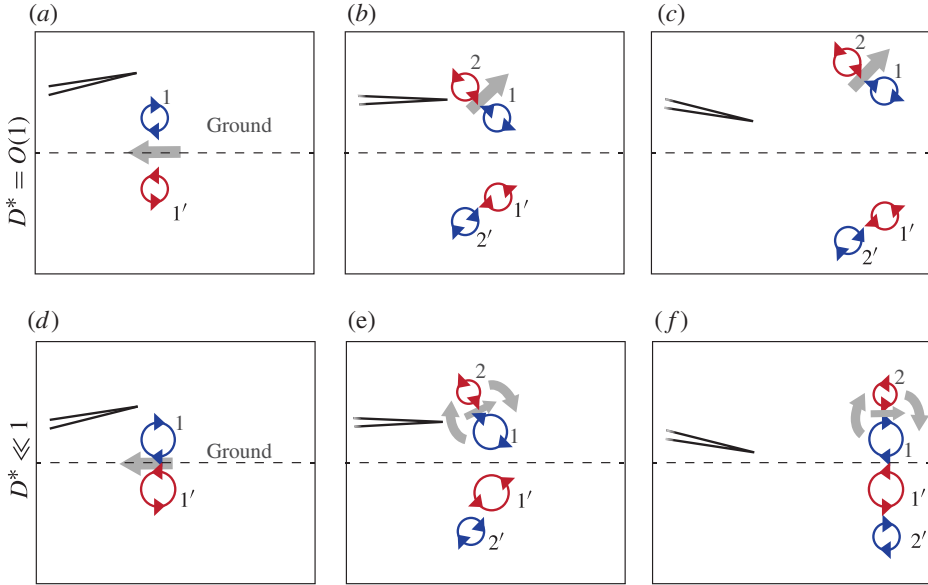 (a)
(b)
(c)
D* = O(1)
1
Ground
1′
2
1
1′
2′
2
1
1′
2′
(d)
(e)
(f)
D* ≪ 1
1
Ground
1′
2
1
1′
2′
2
1
1′
2′